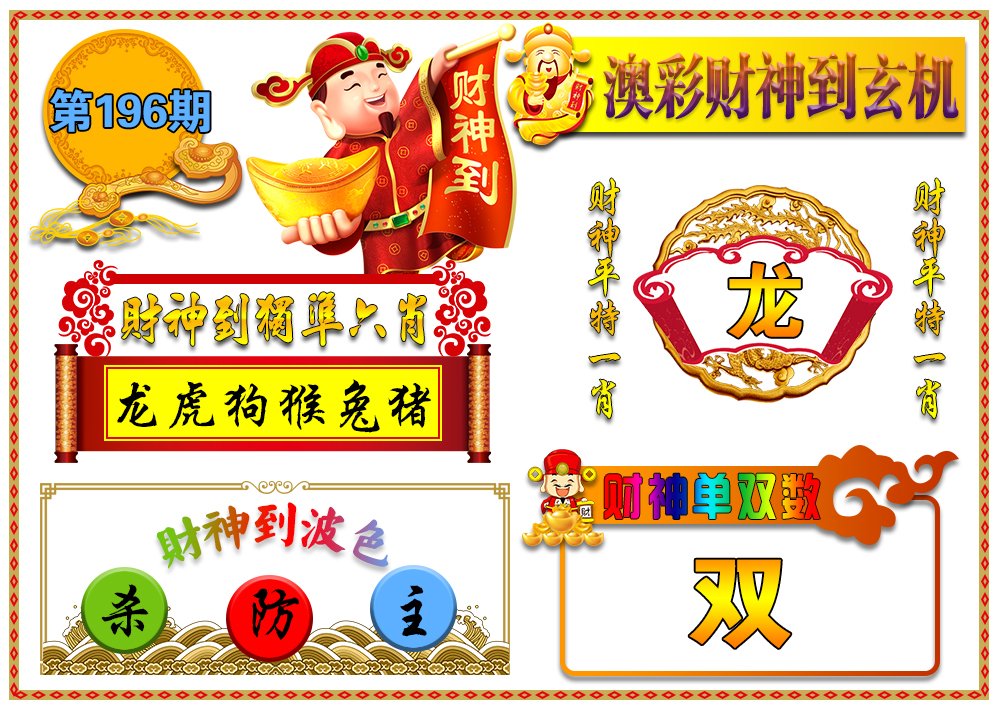 第196期
财神到
澳彩财神到玄机
财神平特一肖
龙
财神平特一肖
財神到獨準六肖
龙虎狗猴兔猪
财神单双数
双
財神到波色
杀 防 主